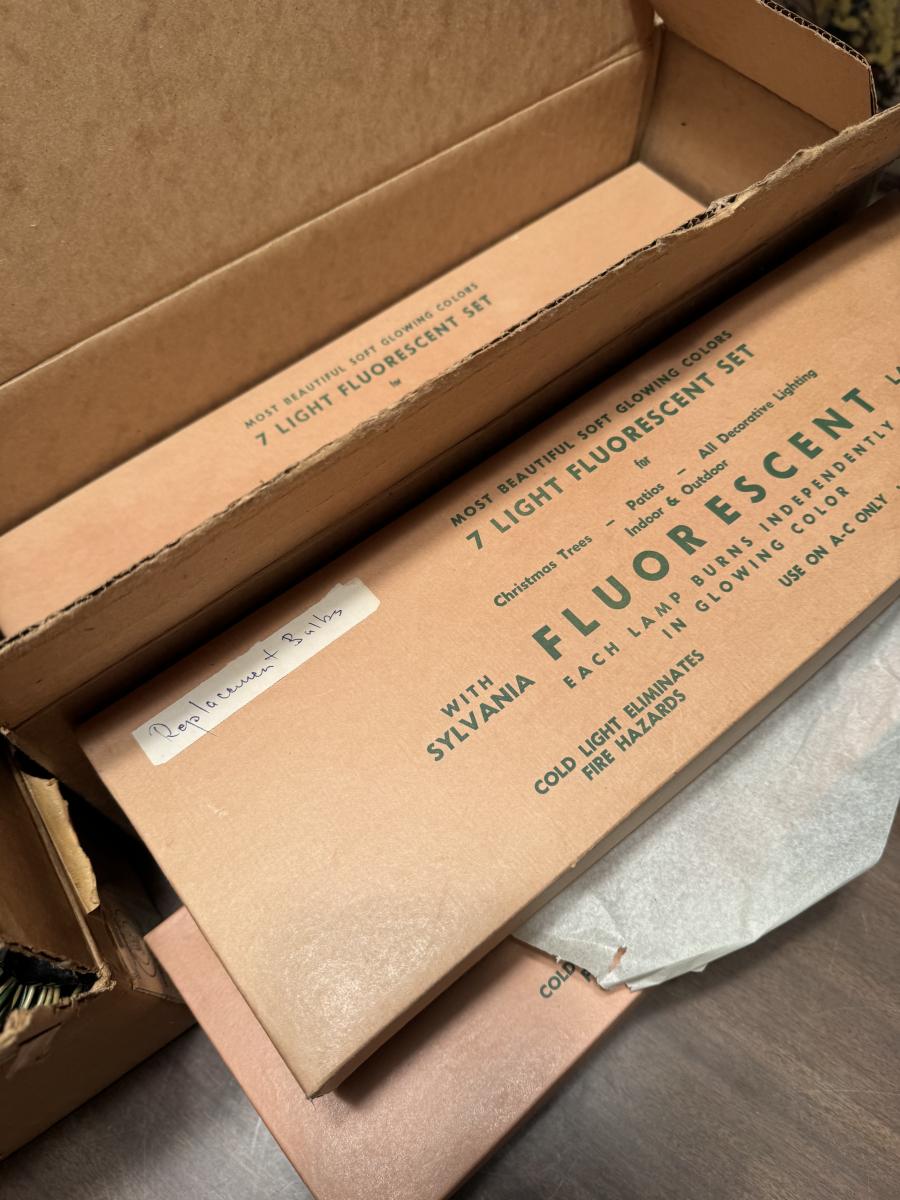 MOST BEAUTIFUL SOFT GLOWING COLORS
7 LIGHT FLUORESCENT SET
for
MOST BEAUTIFUL SOFT GLOWING COLORS
7 LIGHT FLUORESCENT SET
for
Christmas Trees – Patios – All Decorative Lighting
Indoor & Outdoor
WITH
SYLVANIA FLUORESCENT
EACH LAMP BURNS INDEPENDENTLY
IN GLOWING COLOR
USE ON A-C ONLY
COLD LIGHT ELIMINATES
FIRE HAZARDS
Replacement Bulbs
COLD